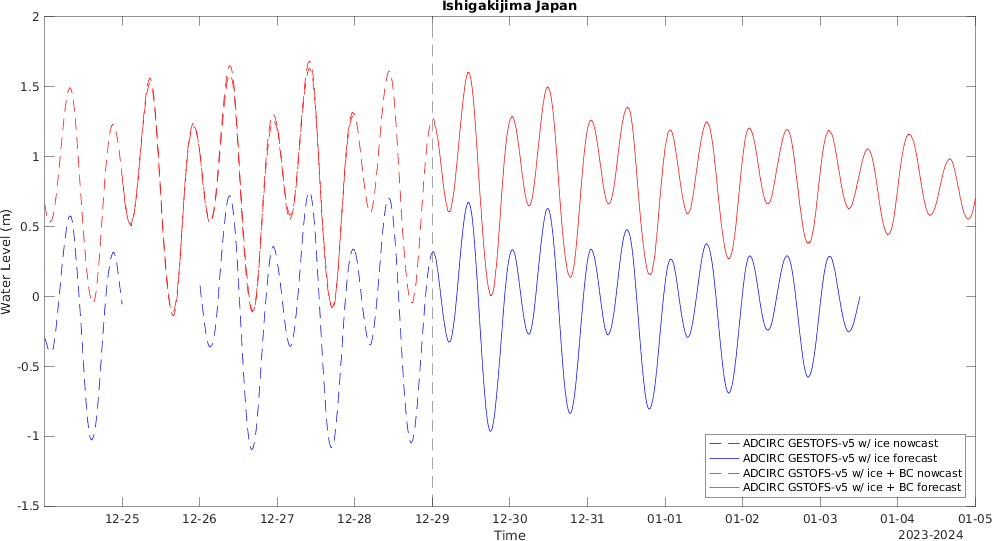 Ishigakijima Japan
2
1.5
1
0.5
0
-0.5
-1
-1.5
Water Level (m)
ADCIRC GESTOFS-v5 w/ ice nowcast
ADCIRC GESTOFS-v5 w/ ice forecast
ADCIRC GSTOFS-v5 w/ ice + BC nowcast
ADCIRC GSTOFS-v5 w/ ice + BC forecast
12-25 12-26 12-27 12-28 12-29 12-30 12-31 01-01 01-02 01-03 01-04 01-05
Time
2023-2024